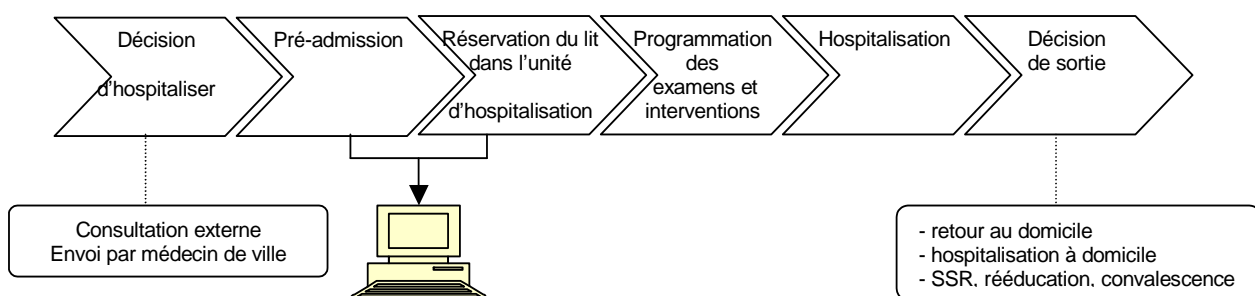 Décision
d'hospitaliser
Pré-admission
Réservation du lit
dans l'unité
d'hospitalisation
Programmation
des
examens et
interventions
Hospitalisation
Décision
de sortie
Consultation externe
Envoi par médecin de ville
- retour au domicile
- hospitalisation à domicile
- SSR, rééducation, convalescence